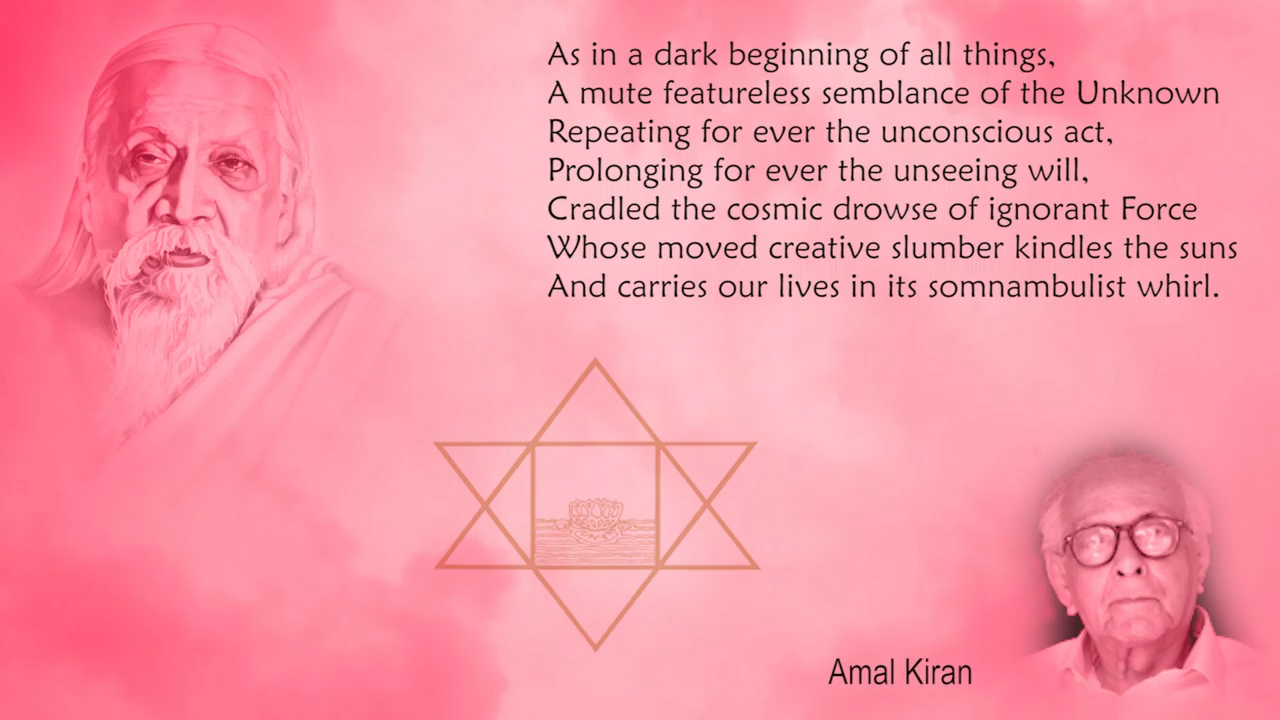 As in a dark beginning of all things,
A mute featureless semblance of the Unknown
Repeating for ever the unconscious act,
Prolonging for ever the unseeing will,
Cradled the cosmic drowse of ignorant Force
Whose moved creative slumber kindles the suns
And carries our lives in its somnambulist whirl.
Amal Kiran